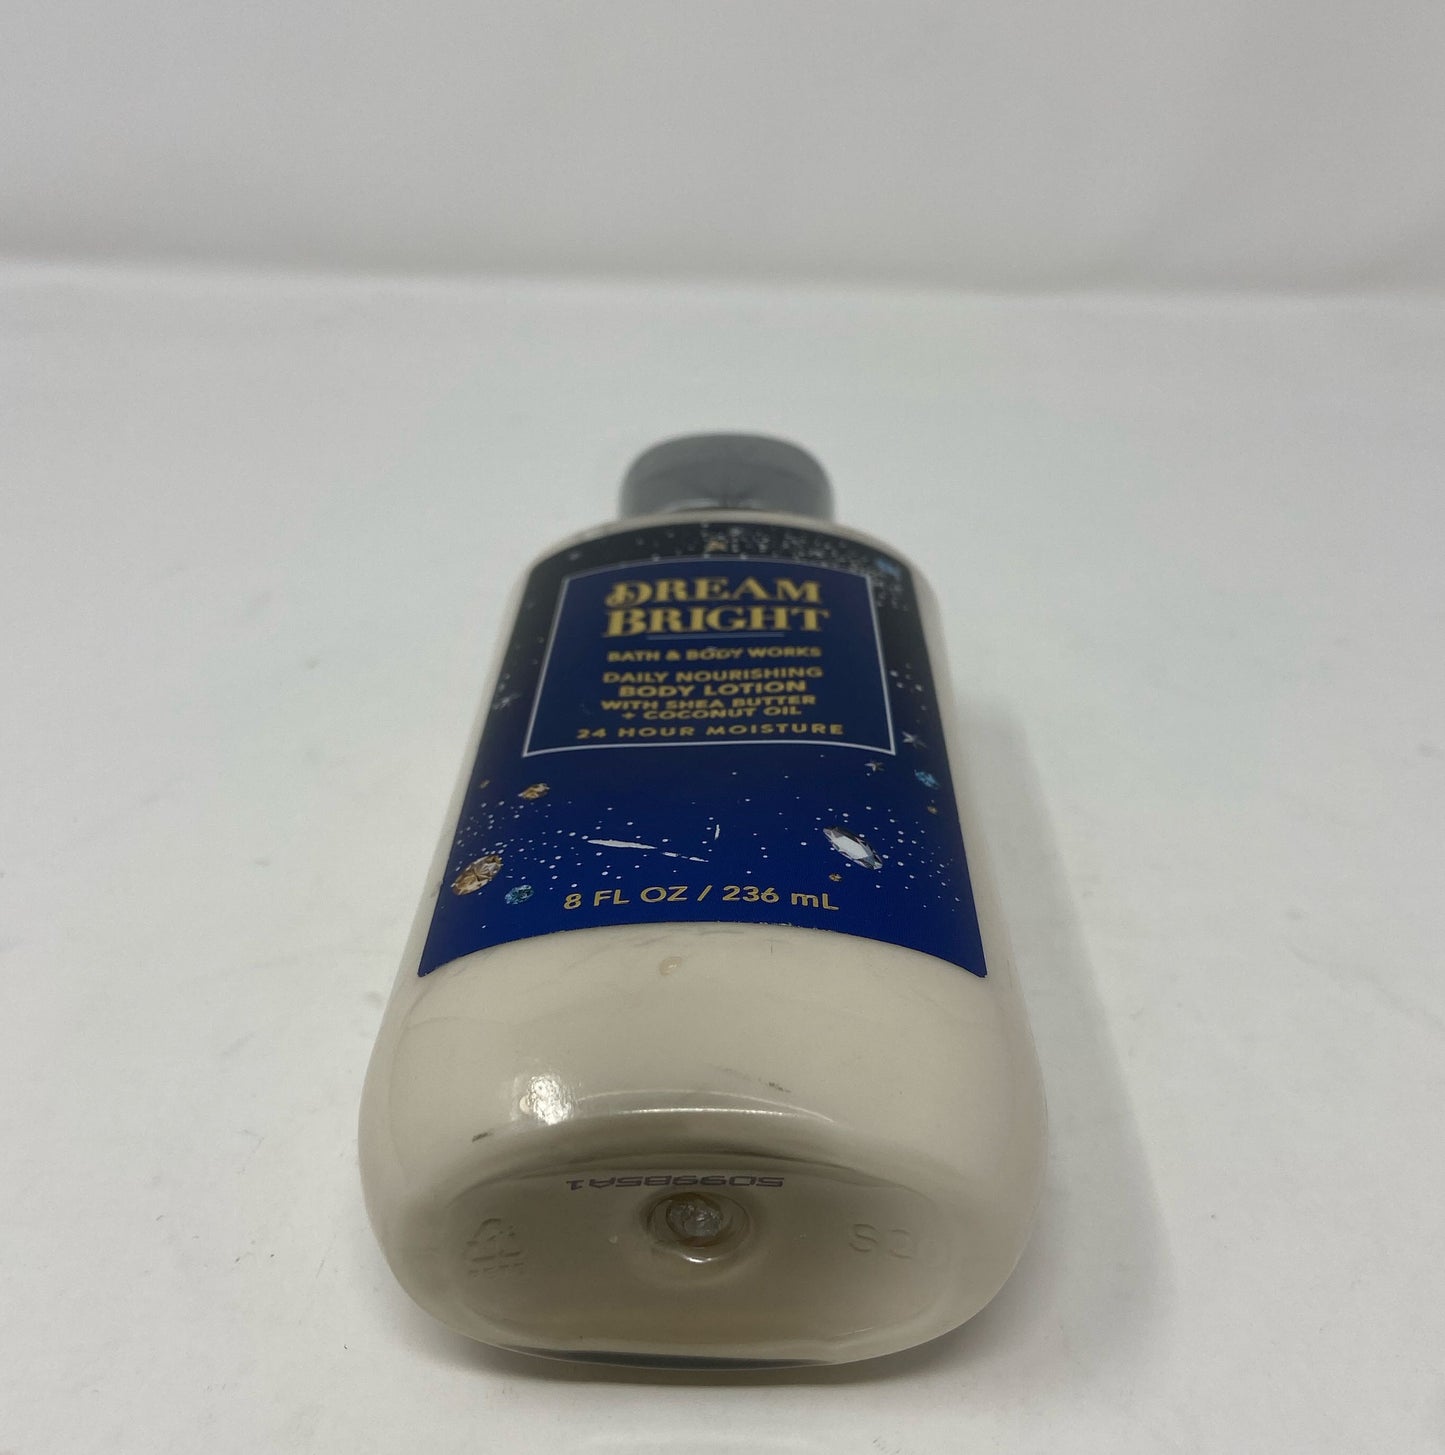 DREAM
BRIGHT
BATH & BODY WORKS
DAILY NOURISHING
BODY LOTION
WITH SHEA BUTTER
+ COCONUT OIL
24 HOUR MOISTURE
8 FL OZ / 236 mL